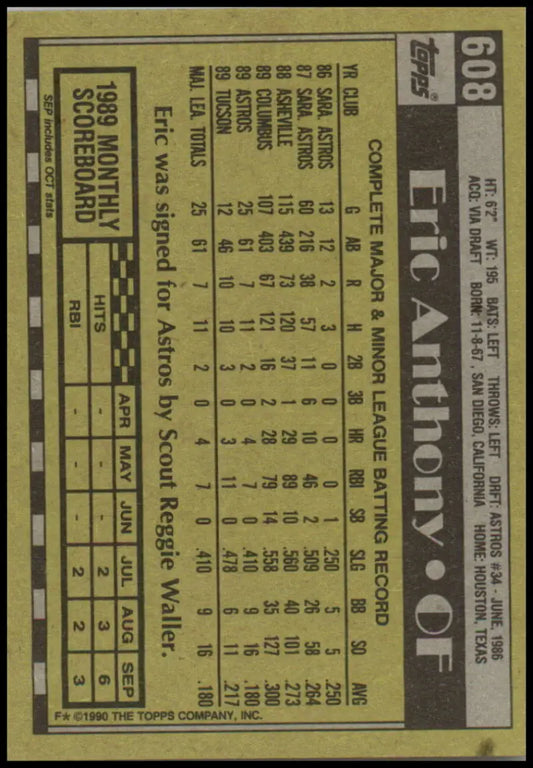 608
topps®
HT: 6'2" WT: 195 BATS: LEFT THROWS: LEFT DRFT: ASTROS #34 - JUNE, 1986
ACQ: VIA DRAFT BORN: 11-8-67, SAN DIEGO, CALIFORNIA HOME: HOUSTON, TEXAS
Eric Anthony • OF
COMPLETE MAJOR & MINOR LEAGUE BATTING RECORD
YR CLUB G AB R H 2B 3B HR RBI SB SLG BB SO AVG
86 SARA. ASTROS 13 12 2 3 0 0 0 0 1 .250 5 5 .250
87 SARA. ASTROS 60 216 38 57 11 6 10 46 2 .509 26 58 .264
88 ASHEVILLE 115 439 73 120 37 1 29 89 10 .560 40 101 .273
89 COLUMBUS 107 403 67 121 16 2 28 79 14 .558 35 127 .300
89 ASTROS 25 61 7 11 2 0 4 7 0 .410 9 16 .180
89 TUCSON 12 46 10 10 3 0 3 11 0 .478 6 11 .217
MAJ. LEA. TOTALS 25 61 7 11 2 0 4 7 0 .410 9 16 .180
Eric was signed for Astros by Scout Reggie Waller.
1989 MONTHLY
SCOREBOARD
APR MAY JUN JUL AUG SEP
HITS - - - 2 3 6
RBI - - - 2 2 3
SEP includes OCT stats
F* ©1990 THE TOPPS COMPANY, INC.